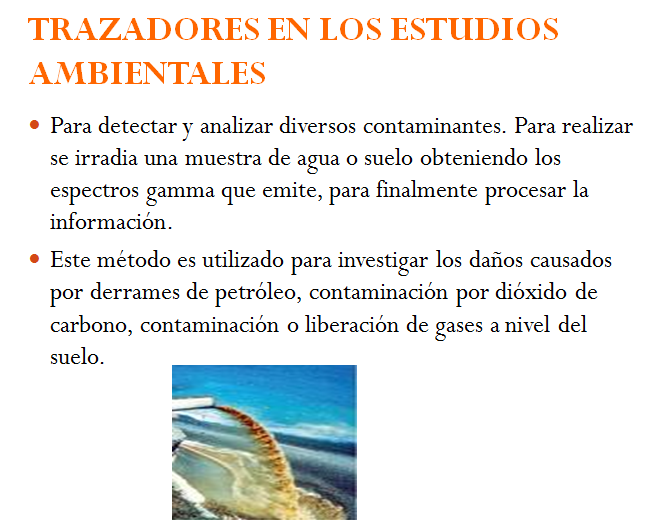 TRAZADORES EN LOS ESTUDIOS
AMBIENTALES
• Para detectar y analizar diversos contaminantes. Para realizar
se irradia una muestra de agua o suelo obteniendo los
espectros gamma que emite, para finalmente procesar la
información.
• Este método es utilizado para investigar los daños causados
por derrames de petróleo, contaminación por dióxido de
carbono, contaminación o liberación de gases a nivel del
suelo.